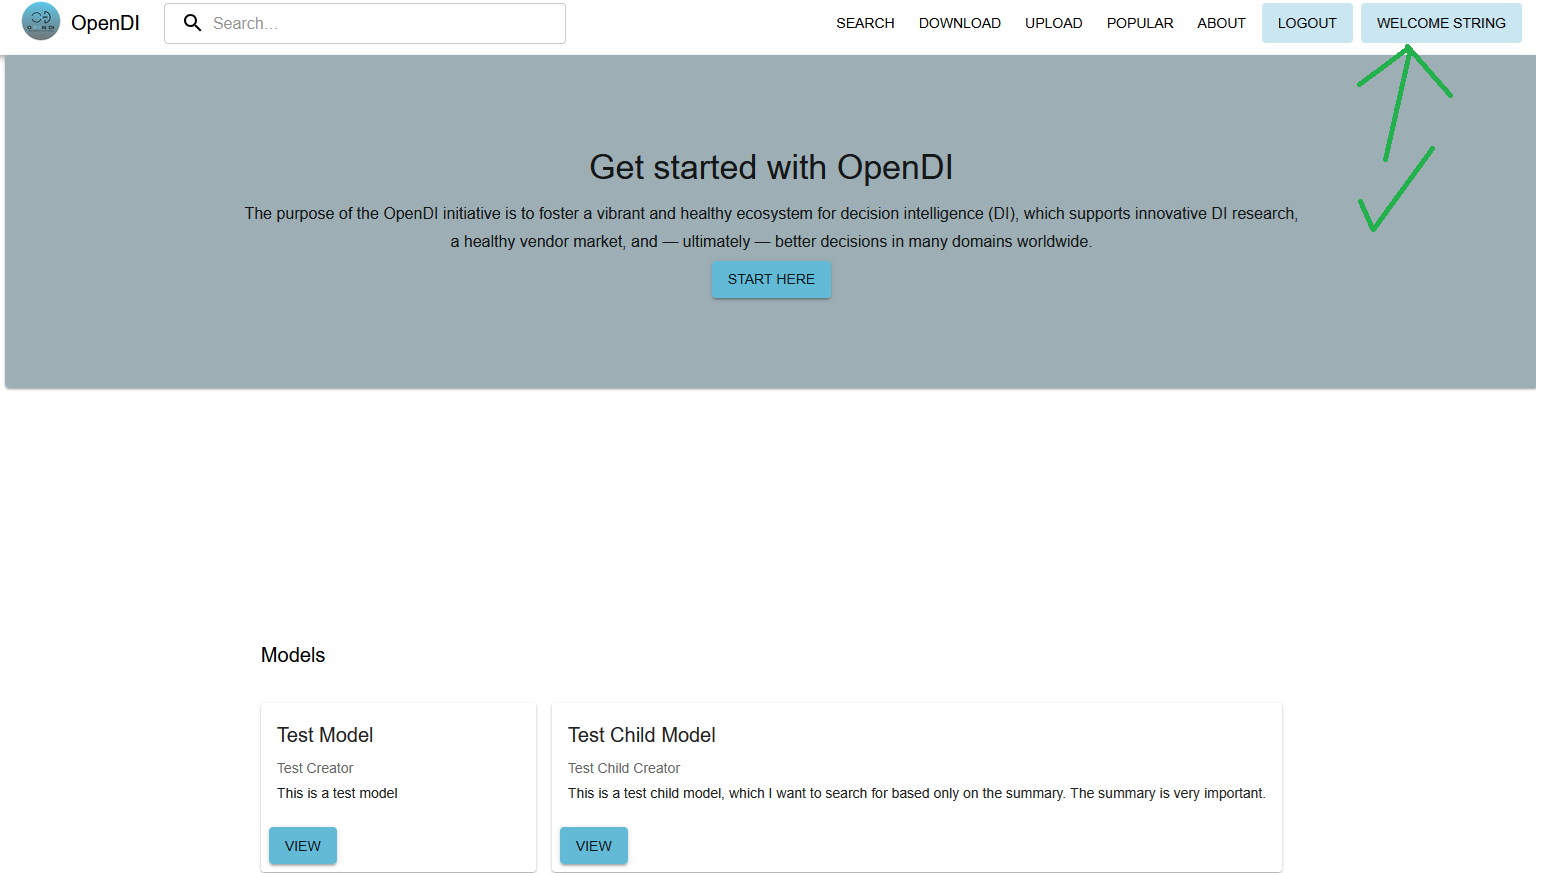 OpenDI
Search...
SEARCH
DOWNLOAD
UPLOAD
POPULAR
ABOUT
LOGOUT
WELCOME STRING
Get started with OpenDI
The purpose of the OpenDI initiative is to foster a vibrant and healthy ecosystem for decision intelligence (DI), which supports innovative DI research,
a healthy vendor market, and — ultimately — better decisions in many domains worldwide.
START HERE
Models
Test Model
Test Creator
This is a test model
VIEW
Test Child Model
Test Child Creator
This is a test child model, which I want to search for based only on the summary. The summary is very important.
VIEW